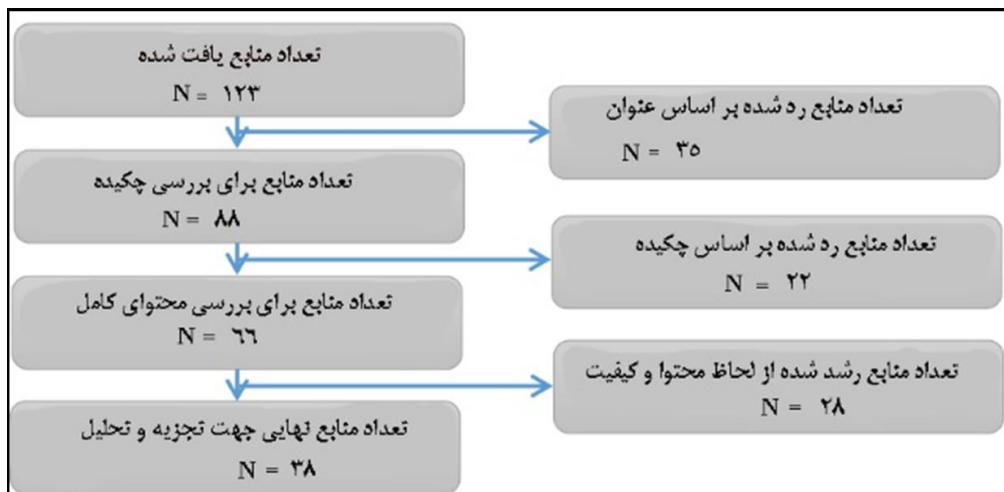 تعداد منابع یافت شده
N = ۱۲۳
تعداد منابع رد شده بر اساس عنوان
N = ۳۵
تعداد منابع برای بررسی چکیده
N = ۸۸
تعداد منابع رد شده بر اساس چکیده
N = ۲۲
تعداد منابع برای بررسی محتوای کامل
N = ۶۶
تعداد منابع رشد شده از لحاظ محتوا و کیفیت
N = ۲۸
تعداد منابع نهایی جهت تجزیه و تحلیل
N = ۳۸